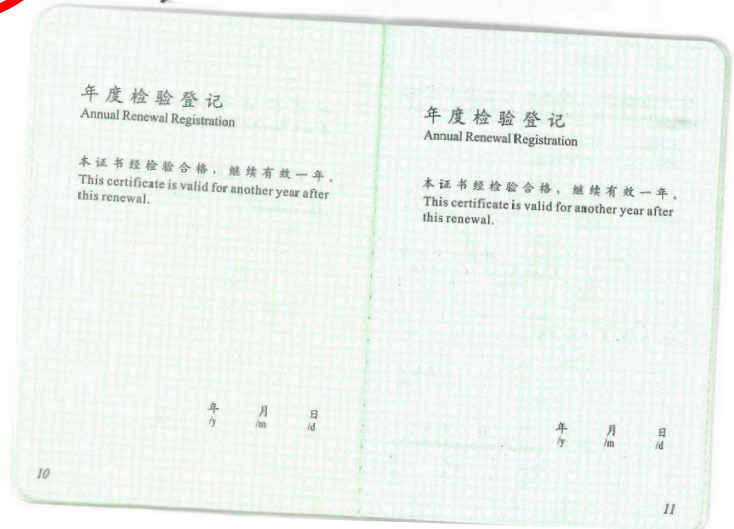 年度检验登记
Annual Renewal Registration
本证书经检验合格，继续有效一年。
This certificate is valid for another year after
this renewal.
年 月 日
/y /m /d
10
年度检验登记
Annual Renewal Registration
本证书经检验合格，继续有效一年。
This certificate is valid for another year after
this renewal.
年 月 日
/y /m /d
11